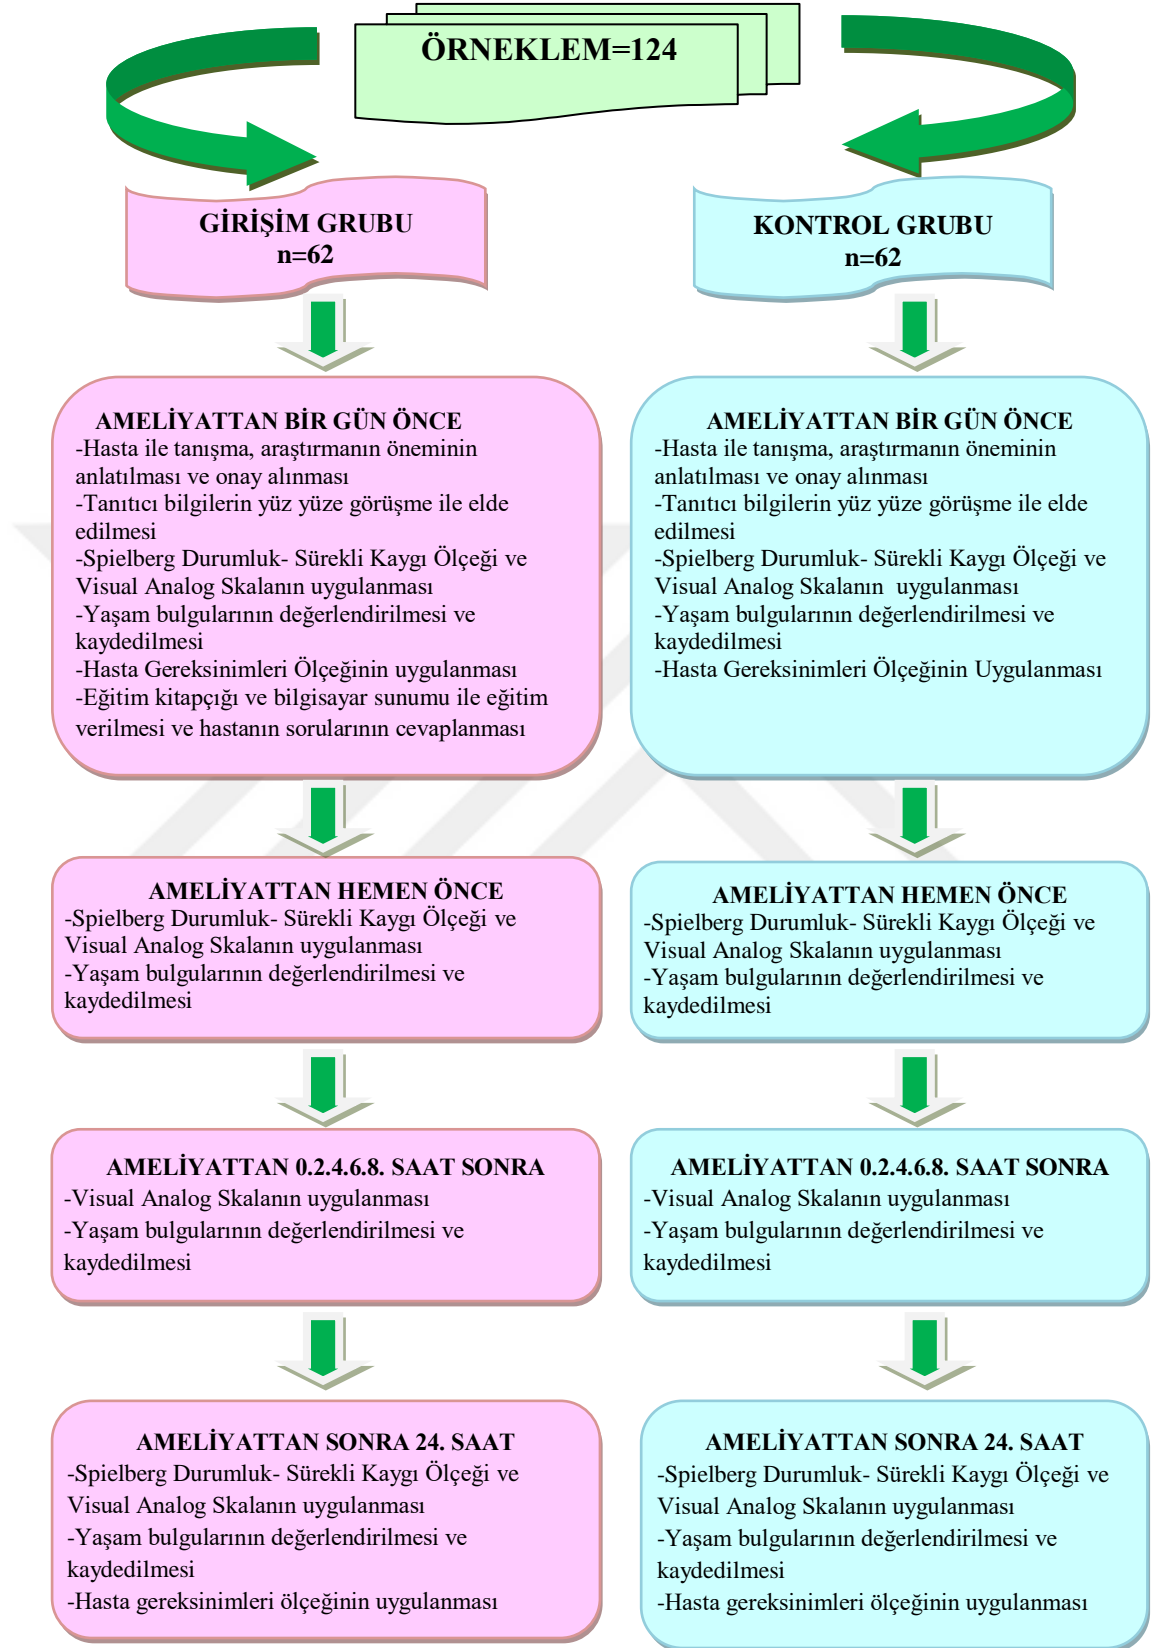 ÖRNEKLEM=124
GİRİŞİM GRUBU
n=62
KONTROL GRUBU
n=62
AMELİYATTAN BİR GÜN ÖNCE
-Hasta ile tanışma, araştırmanın öneminin
anlatılması ve onay alınması
-Tanıtıcı bilgilerin yüz yüze görüşme ile elde
edilmesi
-Spielberg Durumluk- Sürekli Kaygı Ölçeği ve
Visual Analog Skalanın uygulanması
-Yaşam bulgularının değerlendirilmesi ve
kaydedilmesi
-Hasta Gereksinimleri Ölçeğinin uygulanması
-Eğitim kitapçığı ve bilgisayar sunumu ile eğitim
verilmesi ve hastanın sorularının cevaplanması
AMELİYATTAN BİR GÜN ÖNCE
-Hasta ile tanışma, araştırmanın öneminin
anlatılması ve onay alınması
-Tanıtıcı bilgilerin yüz yüze görüşme ile elde
edilmesi
-Spielberg Durumluk- Sürekli Kaygı Ölçeği ve
Visual Analog Skalanın uygulanması
-Yaşam bulgularının değerlendirilmesi ve
kaydedilmesi
-Hasta Gereksinimleri Ölçeğinin Uygulanması
AMELİYATTAN HEMEN ÖNCE
-Spielberg Durumluk- Sürekli Kaygı Ölçeği ve
Visual Analog Skalanın uygulanması
-Yaşam bulgularının değerlendirilmesi ve
kaydedilmesi
AMELİYATTAN HEMEN ÖNCE
-Spielberg Durumluk- Sürekli Kaygı Ölçeği ve
Visual Analog Skalanın uygulanması
-Yaşam bulgularının değerlendirilmesi ve
kaydedilmesi
AMELİYATTAN 0.2.4.6.8. SAAT SONRA
-Visual Analog Skalanın uygulanması
-Yaşam bulgularının değerlendirilmesi ve
kaydedilmesi
AMELİYATTAN 0.2.4.6.8. SAAT SONRA
-Visual Analog Skalanın uygulanması
-Yaşam bulgularının değerlendirilmesi ve
kaydedilmesi
AMELİYATTAN SONRA 24. SAAT
-Spielberg Durumluk- Sürekli Kaygı Ölçeği ve
Visual Analog Skalanın uygulanması
-Yaşam bulgularının değerlendirilmesi ve
kaydedilmesi
-Hasta gereksinimleri ölçeğinin uygulanması
AMELİYATTAN SONRA 24. SAAT
-Spielberg Durumluk- Sürekli Kaygı Ölçeği ve
Visual Analog Skalanın uygulanması
-Yaşam bulgularının değerlendirilmesi ve
kaydedilmesi
-Hasta gereksinimleri ölçeğinin uygulanması